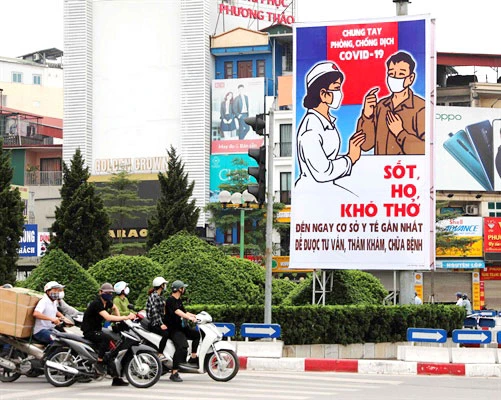 PHƯƠNG THẢO
CHUNG TAY
PHÒNG, CHỐNG DỊCH
COVID-19
oppo
GOLDEN CROWN
SỐT,
HO,
KHÓ THỞ
ĐẾN NGAY CƠ SỞ Y TẾ GẦN NHẤT
ĐỂ ĐƯỢC TƯ VẤN, THĂM KHÁM, CHỮA BỆNH
Shell